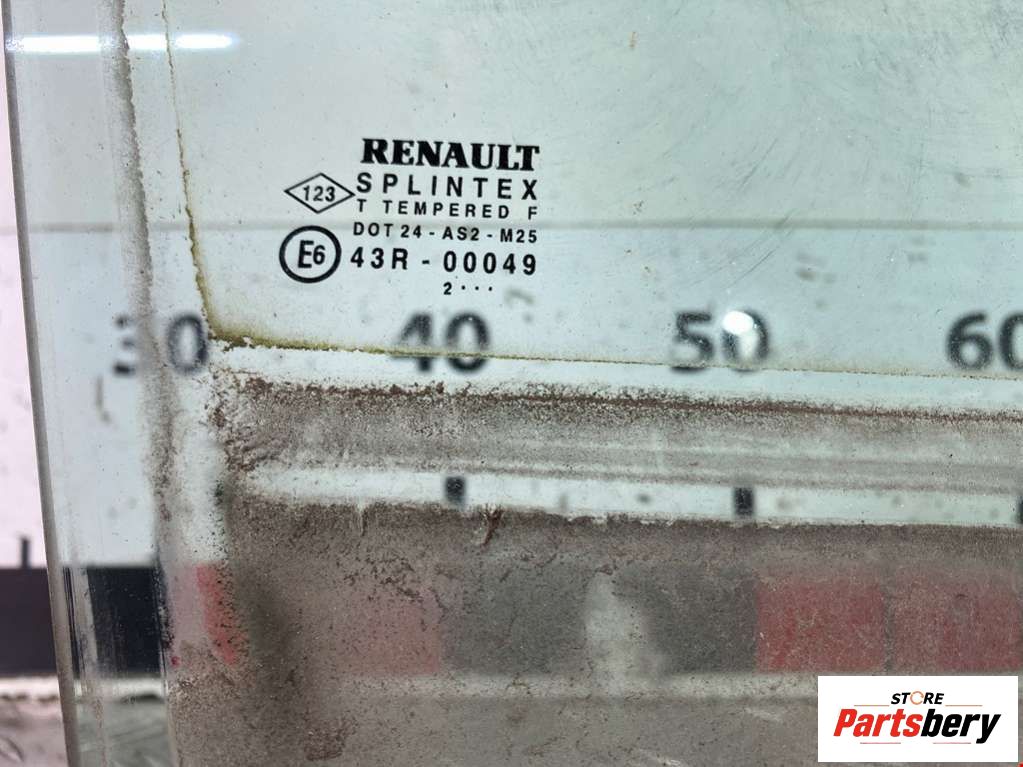 RENAULT
123 SPLINTEX
T TEMPERED F
DOT 24 - AS2 - M25
E6 43R - 00049
2 · · ·
30 40 50 60
STORE
Partsbery